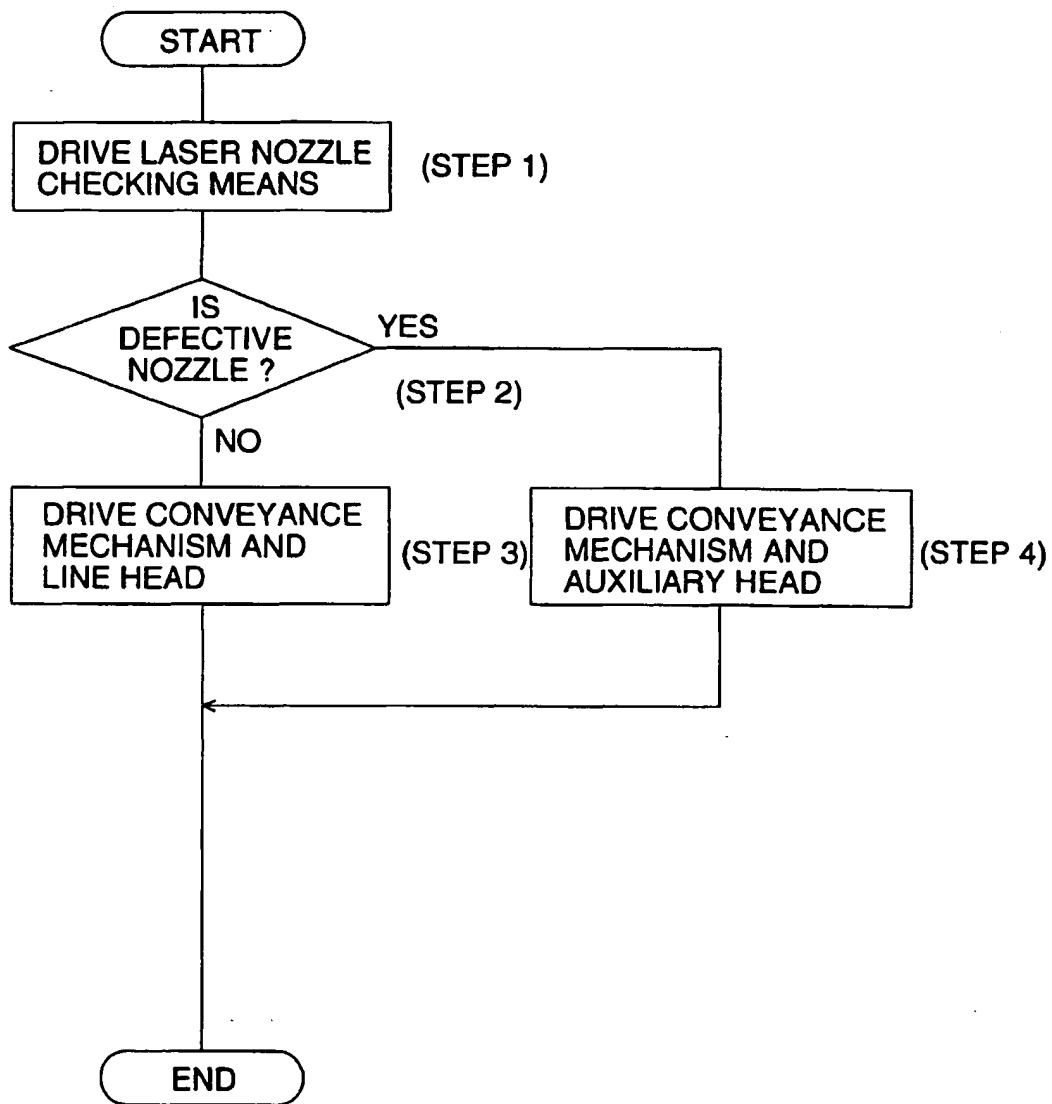 START
DRIVE LASER NOZZLE
CHECKING MEANS
(STEP 1)
IS
DEFECTIVE
NOZZLE ?
YES
(STEP 2)
NO
DRIVE CONVEYANCE
MECHANISM AND
LINE HEAD
(STEP 3)
DRIVE CONVEYANCE
MECHANISM AND
AUXILIARY HEAD
(STEP 4)
END